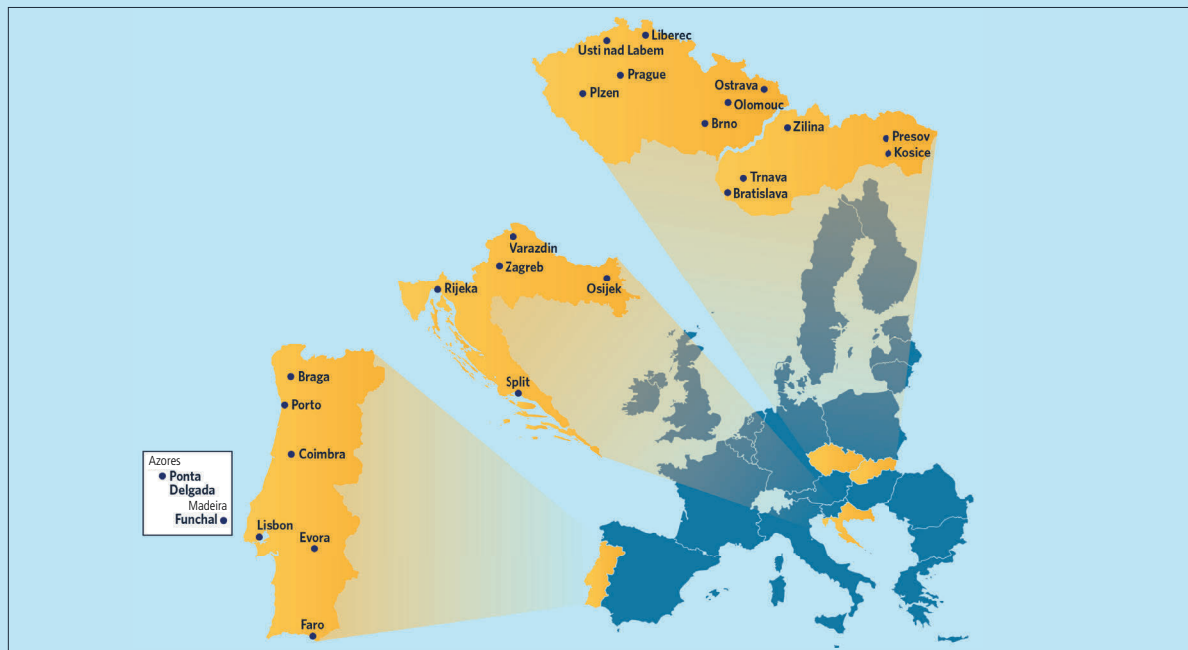 Liberec
Usti nad Labem
Prague
Plzen
Ostrava
Olomouc
Brno
Zilina
Presov
Kosice
Trnava
Bratislava
Varazdin
Zagreb
Rijeka
Osijek
Split
Braga
Porto
Coimbra
Azores
Ponta
Delgada
Madeira
Funchal
Lisbon
Evora
Faro